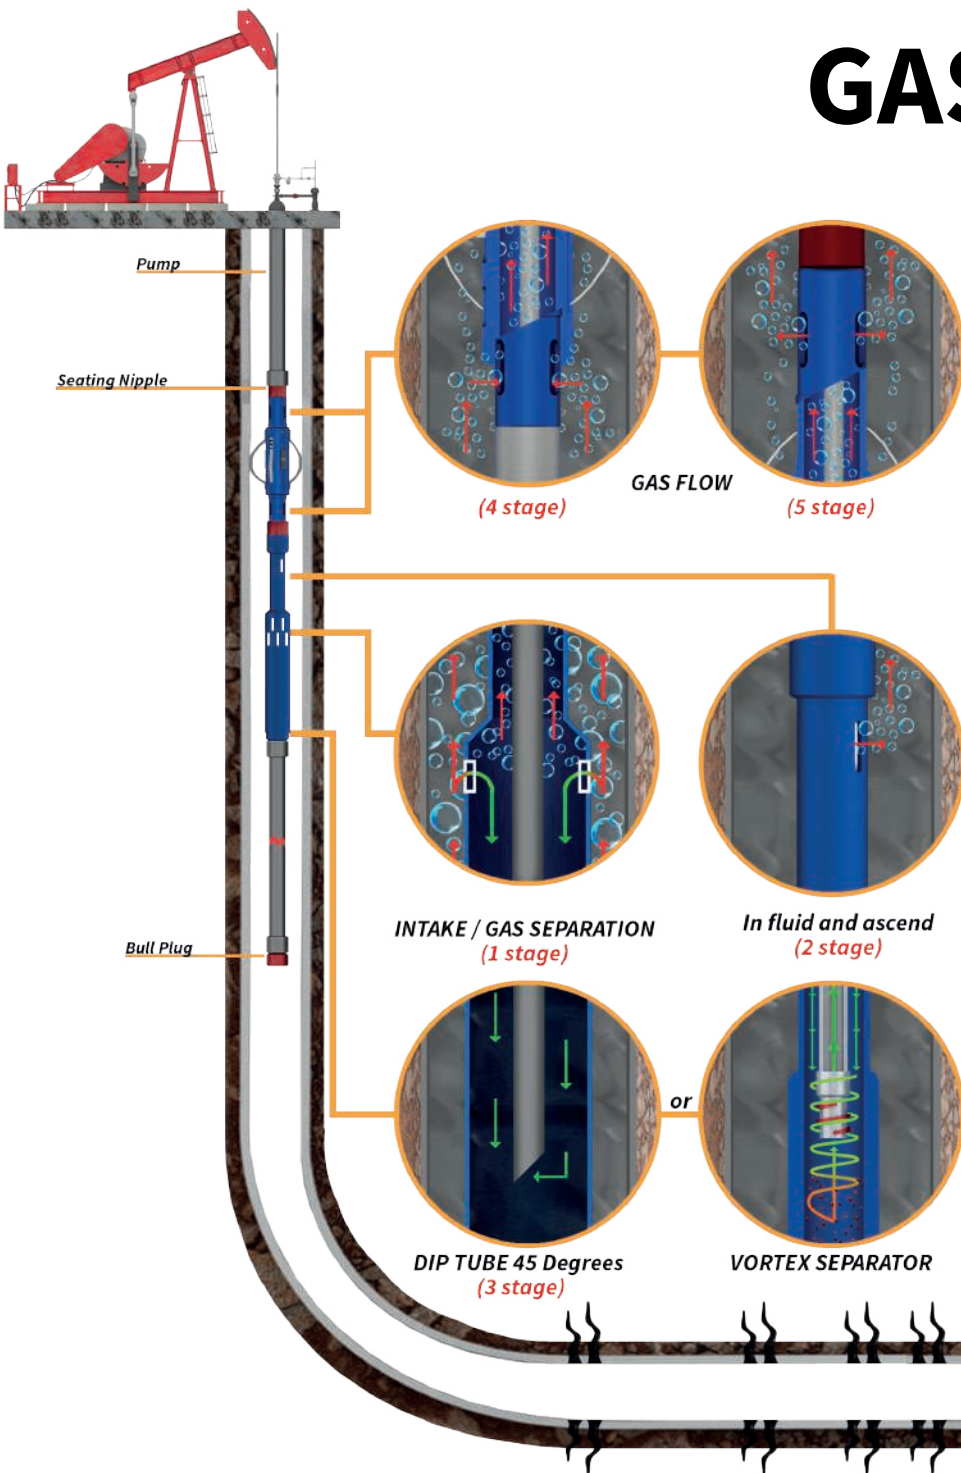 GAS
Pump
Seating Nipple
GAS FLOW
(4 stage)
(5 stage)
INTAKE / GAS SEPARATION
(1 stage)
In fluid and ascend
(2 stage)
Bull Plug
or
DIP TUBE 45 Degrees
(3 stage)
VORTEX SEPARATOR